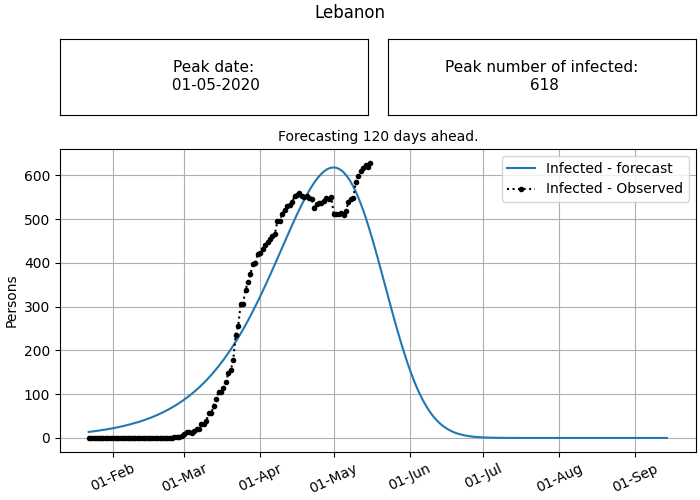 Lebanon
Peak date:
01-05-2020
Peak number of infected:
618
Forecasting 120 days ahead.
Infected - forecast
Infected - Observed
Persons
600
500
400
300
200
100
0
01-Feb
01-Mar
01-Apr
01-May
01-Jun
01-Jul
01-Aug
01-Sep